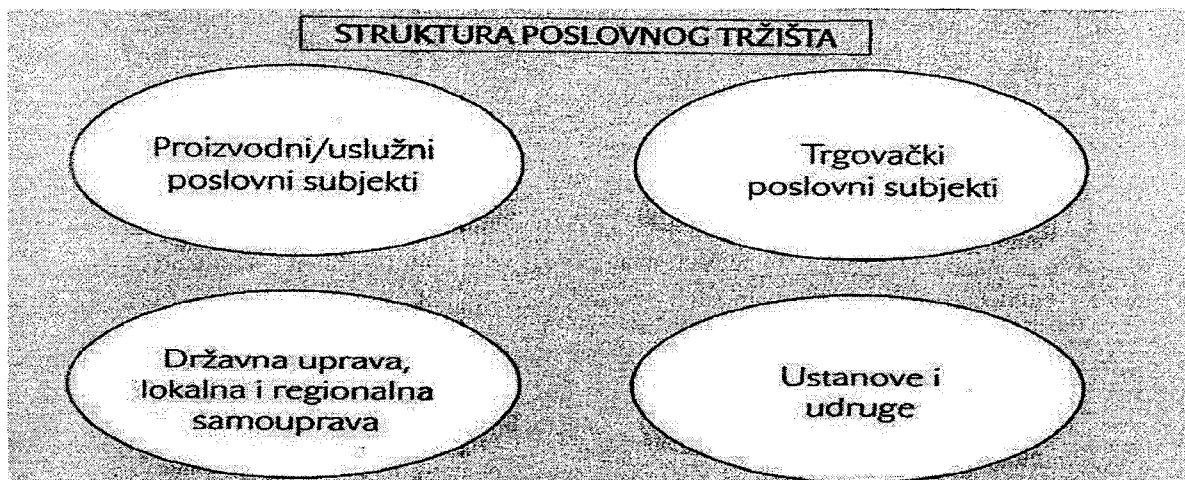 STRUKTURA POSLOVNOG TRŽIŠTA
Proizvodni/uslužni
poslovni subjekti
Trgovački
poslovni subjekti
Državna uprava,
lokalna i regionalna
samouprava
Ustanove i
udruge